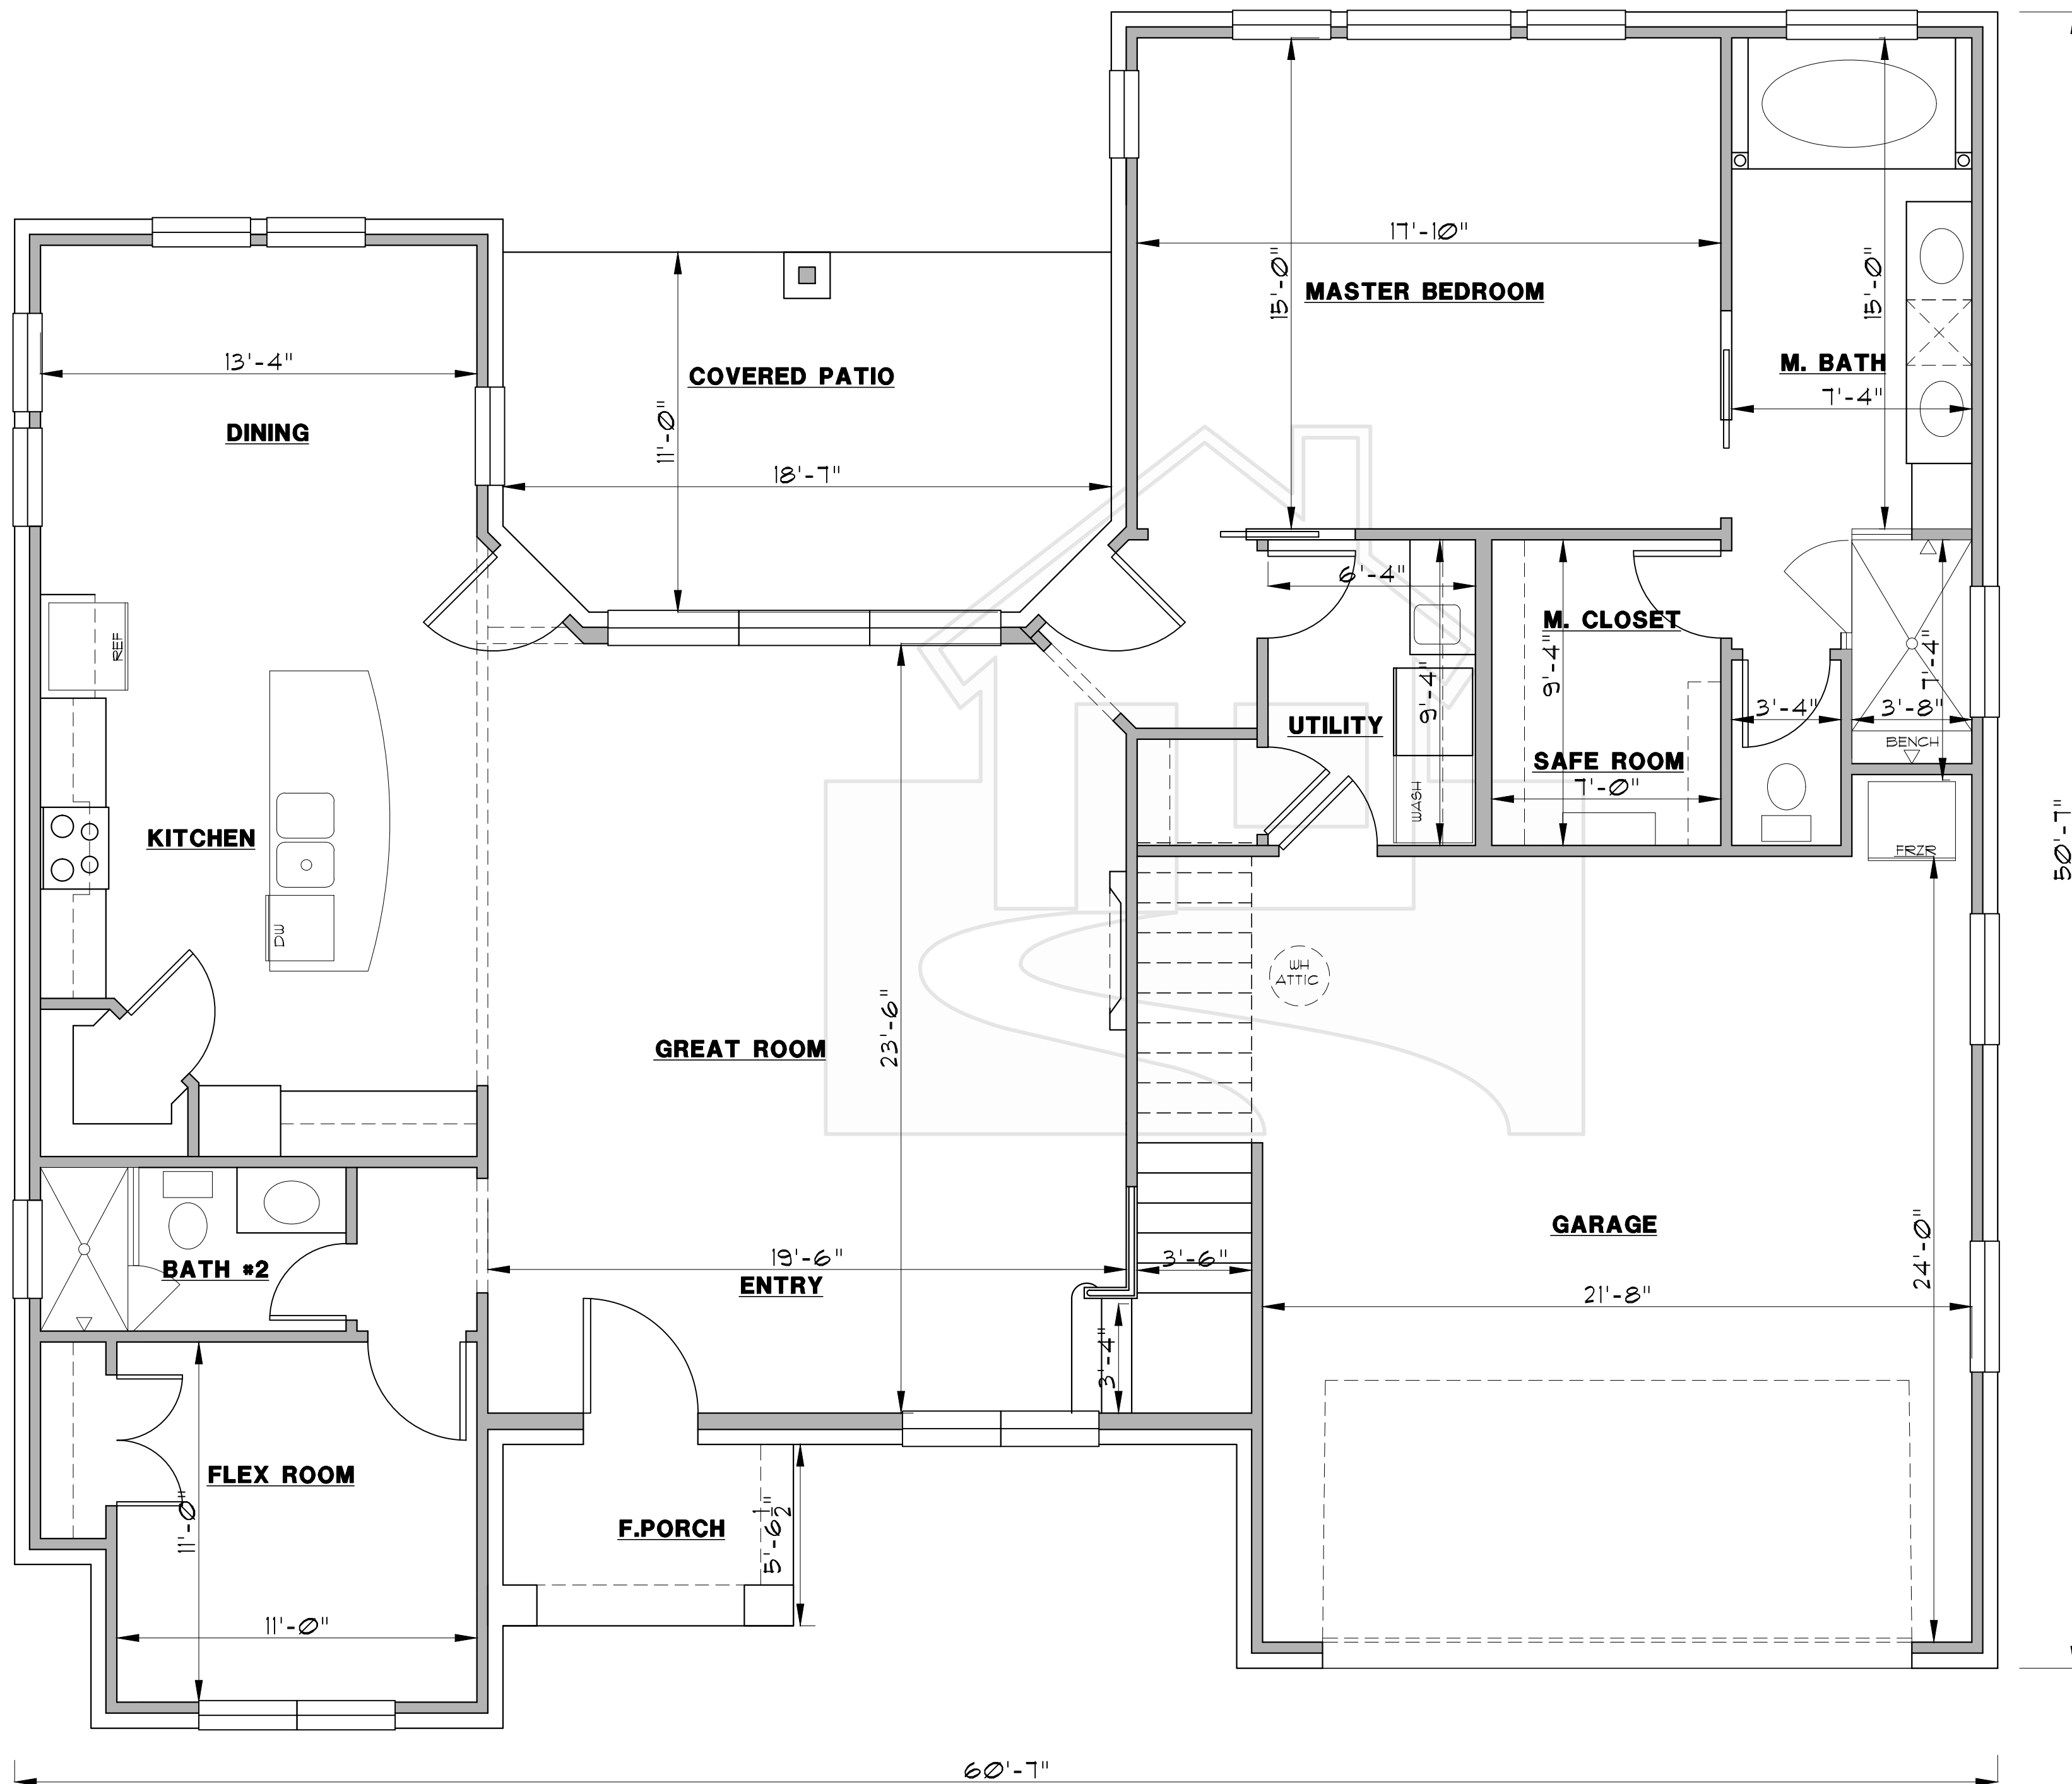 17'-10"
15'-0"
MASTER BEDROOM
15'-0"
M. BATH
7'-4"
13'-4"
DINING
COVERED PATIO
11'-0"
18'-7"
6'-4"
REF
M. CLOSET
9'-4"
9'-4"
7'-4"
3'-4"
3'-8"
UTILITY
BENCH
SAFE ROOM
7'-0"
WASH
KITCHEN
FRZR
50'-7"
DW
WH
ATTIC
GREAT ROOM
23'-6"
GARAGE
24'-0"
BATH #2
19'-6"
3'-6"
ENTRY
21'-8"
3'-4"
FLEX ROOM
11'-0"
F.PORCH
5'-6 1/2"
11'-0"
60'-7"